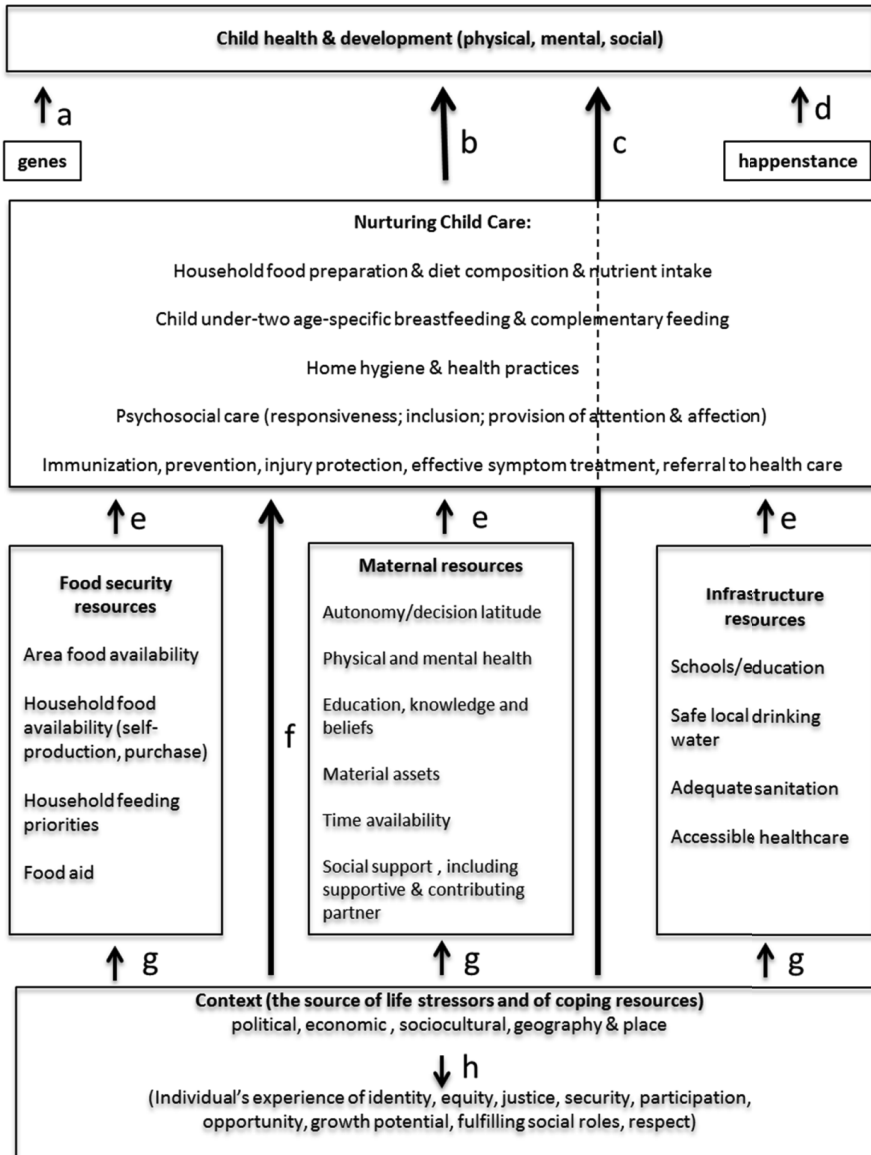 Child health & development (physical, mental, social)
a
b
c
d
genes
happenstance
Nurturing Child Care:
Household food preparation & diet composition & nutrient intake
Child under-two age-specific breastfeeding & complementary feeding
Home hygiene & health practices
Psychosocial care (responsiveness; inclusion; provision of attention & affection)
Immunization, prevention, injury protection, effective symptom treatment, referral to health care
e
e
e
Food security
resources
Area food availability
Household food
availability (self-
production, purchase)
Household feeding
priorities
Food aid
f
Maternal resources
Autonomy/decision latitude
Physical and mental health
Education, knowledge and
beliefs
Material assets
Time availability
Social support , including
supportive & contributing
partner
Infrastructure
resources
Schools/education
Safe local drinking
water
Adequate sanitation
Accessible healthcare
g
g
g
Context (the source of life stressors and of coping resources)
political, economic , sociocultural, geography & place
h
(Individual's experience of identity, equity, justice, security, participation,
opportunity, growth potential, fulfilling social roles, respect)